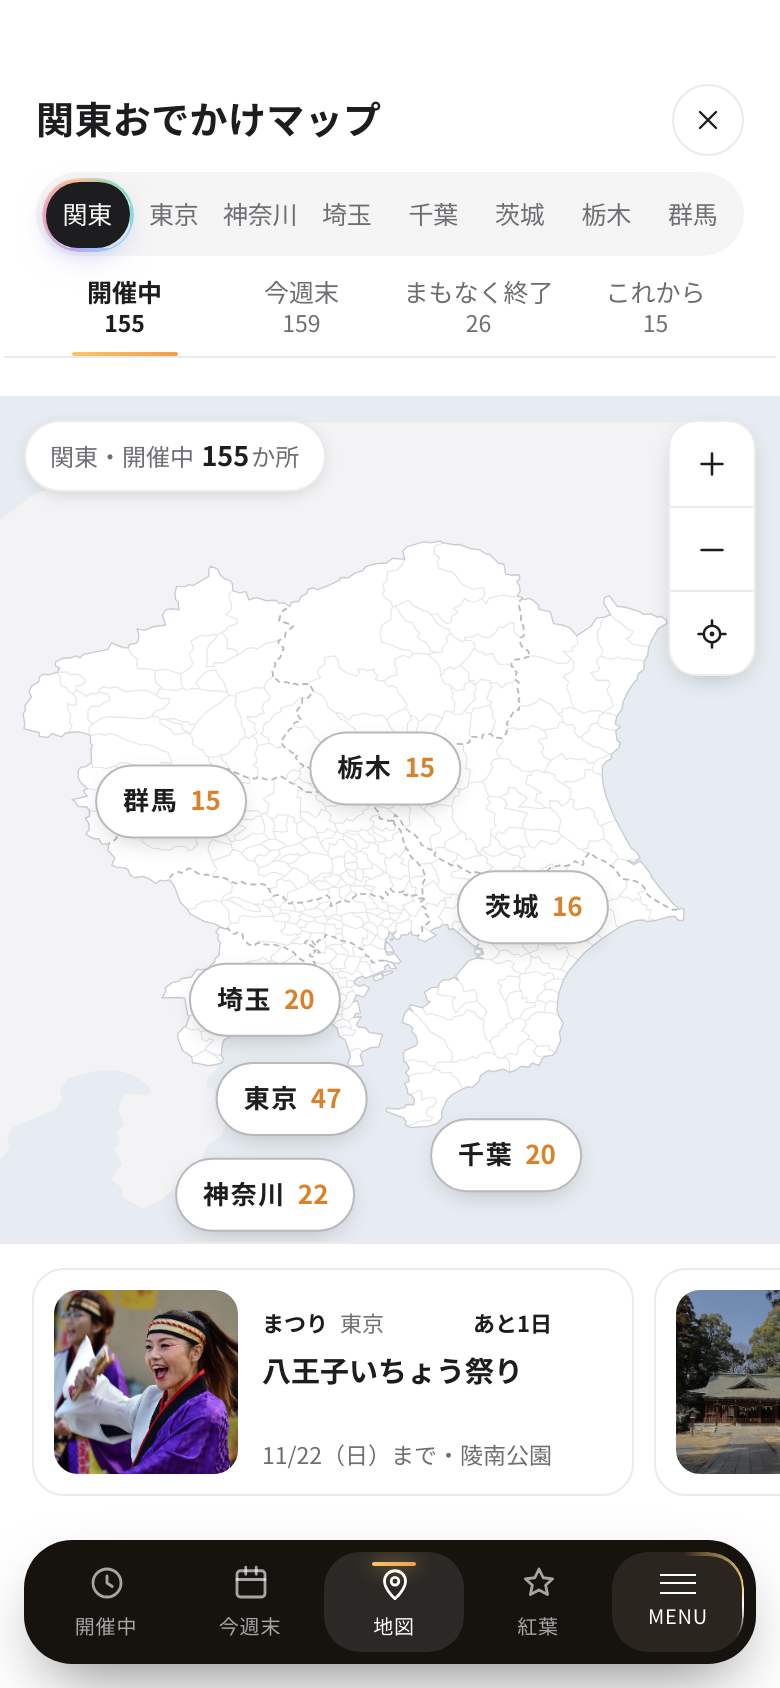 関東おでかけマップ
関東 東京 神奈川 埼玉 千葉 茨城 栃木 群馬
開催中 今週末 まもなく終了 これから
155 159 26 15
関東・開催中 155か所
栃木 15
群馬 15
茨城 16
埼玉 20
東京 47
千葉 20
神奈川 22
まつり 東京 あと1日
八王子いちょう祭り
11/22（日）まで・陵南公園
開催中 今週末 地図 紅葉 MENU